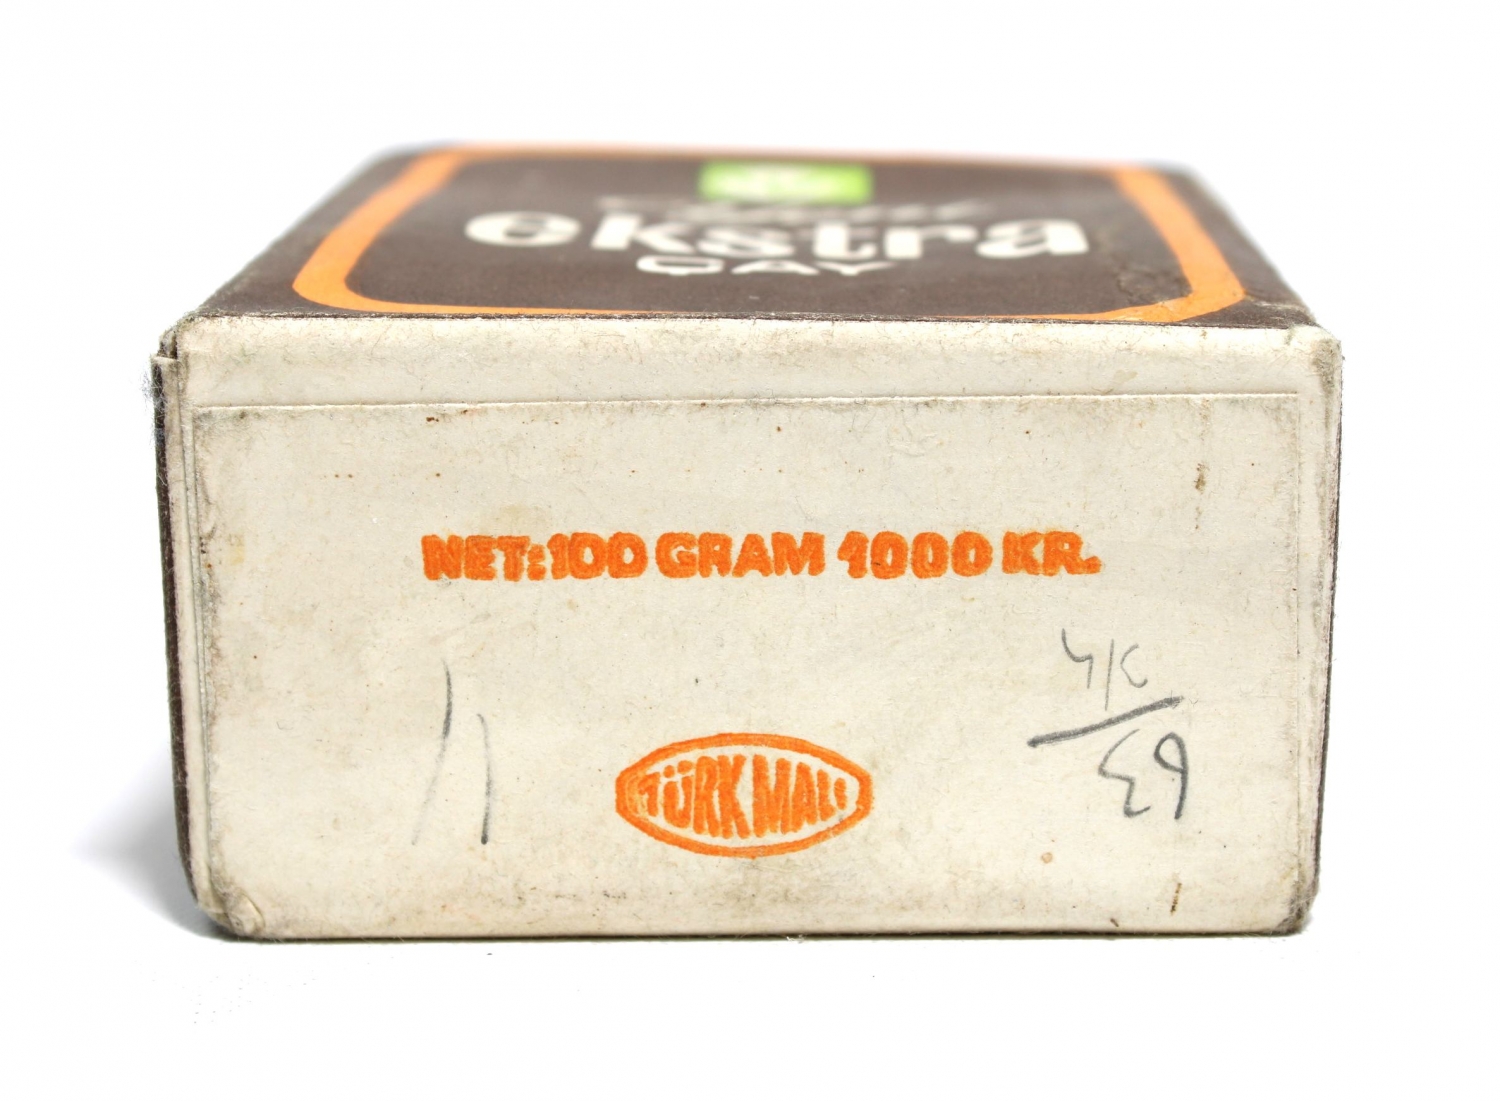 ekstra
ÇAY
NET:100 GRAM 1000 KR.
TÜRK MALI